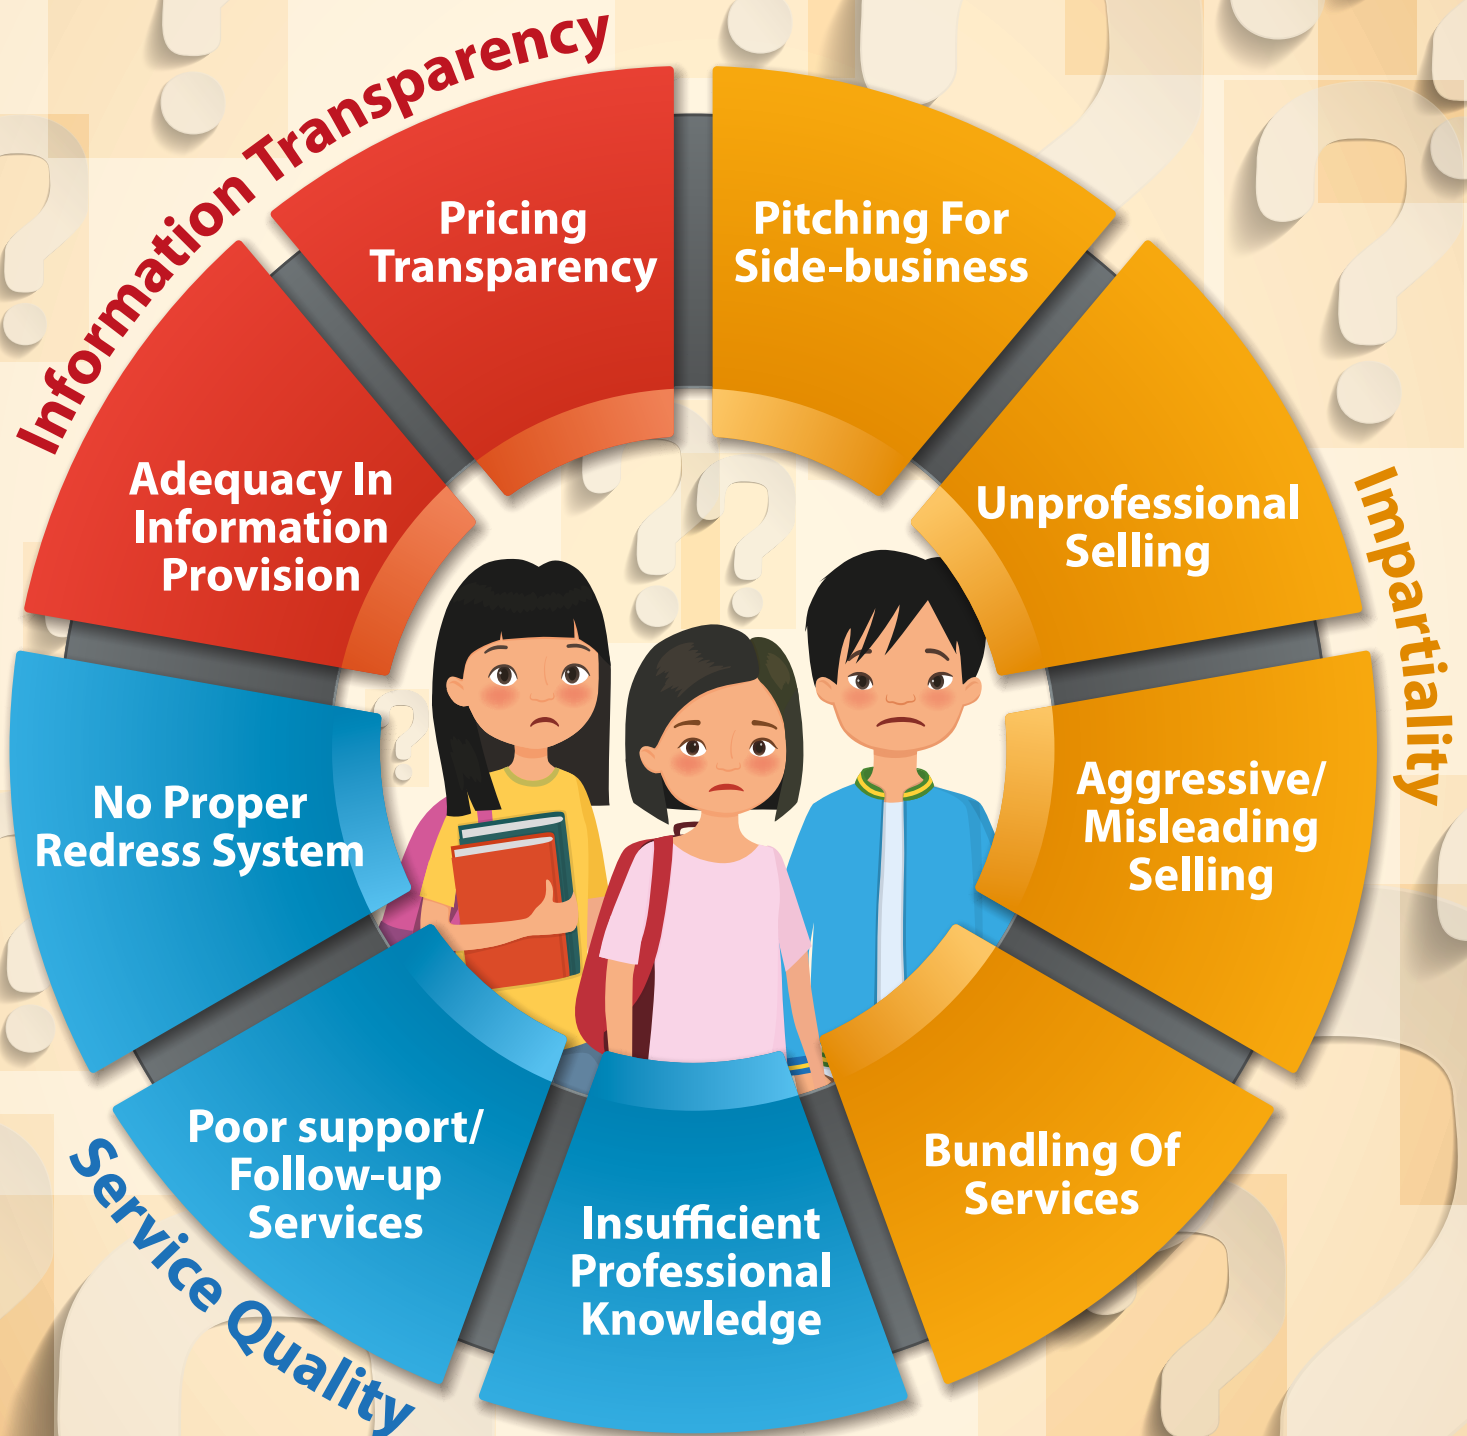 Information Transparency
Pricing
Transparency
Adequacy In
Information
Provision
Impartiality
Pitching For
Side-business
Unprofessional
Selling
Aggressive/
Misleading
Selling
Bundling Of
Services
Service Quality
Insufficient
Professional
Knowledge
Poor support/
Follow-up
Services
No Proper
Redress System